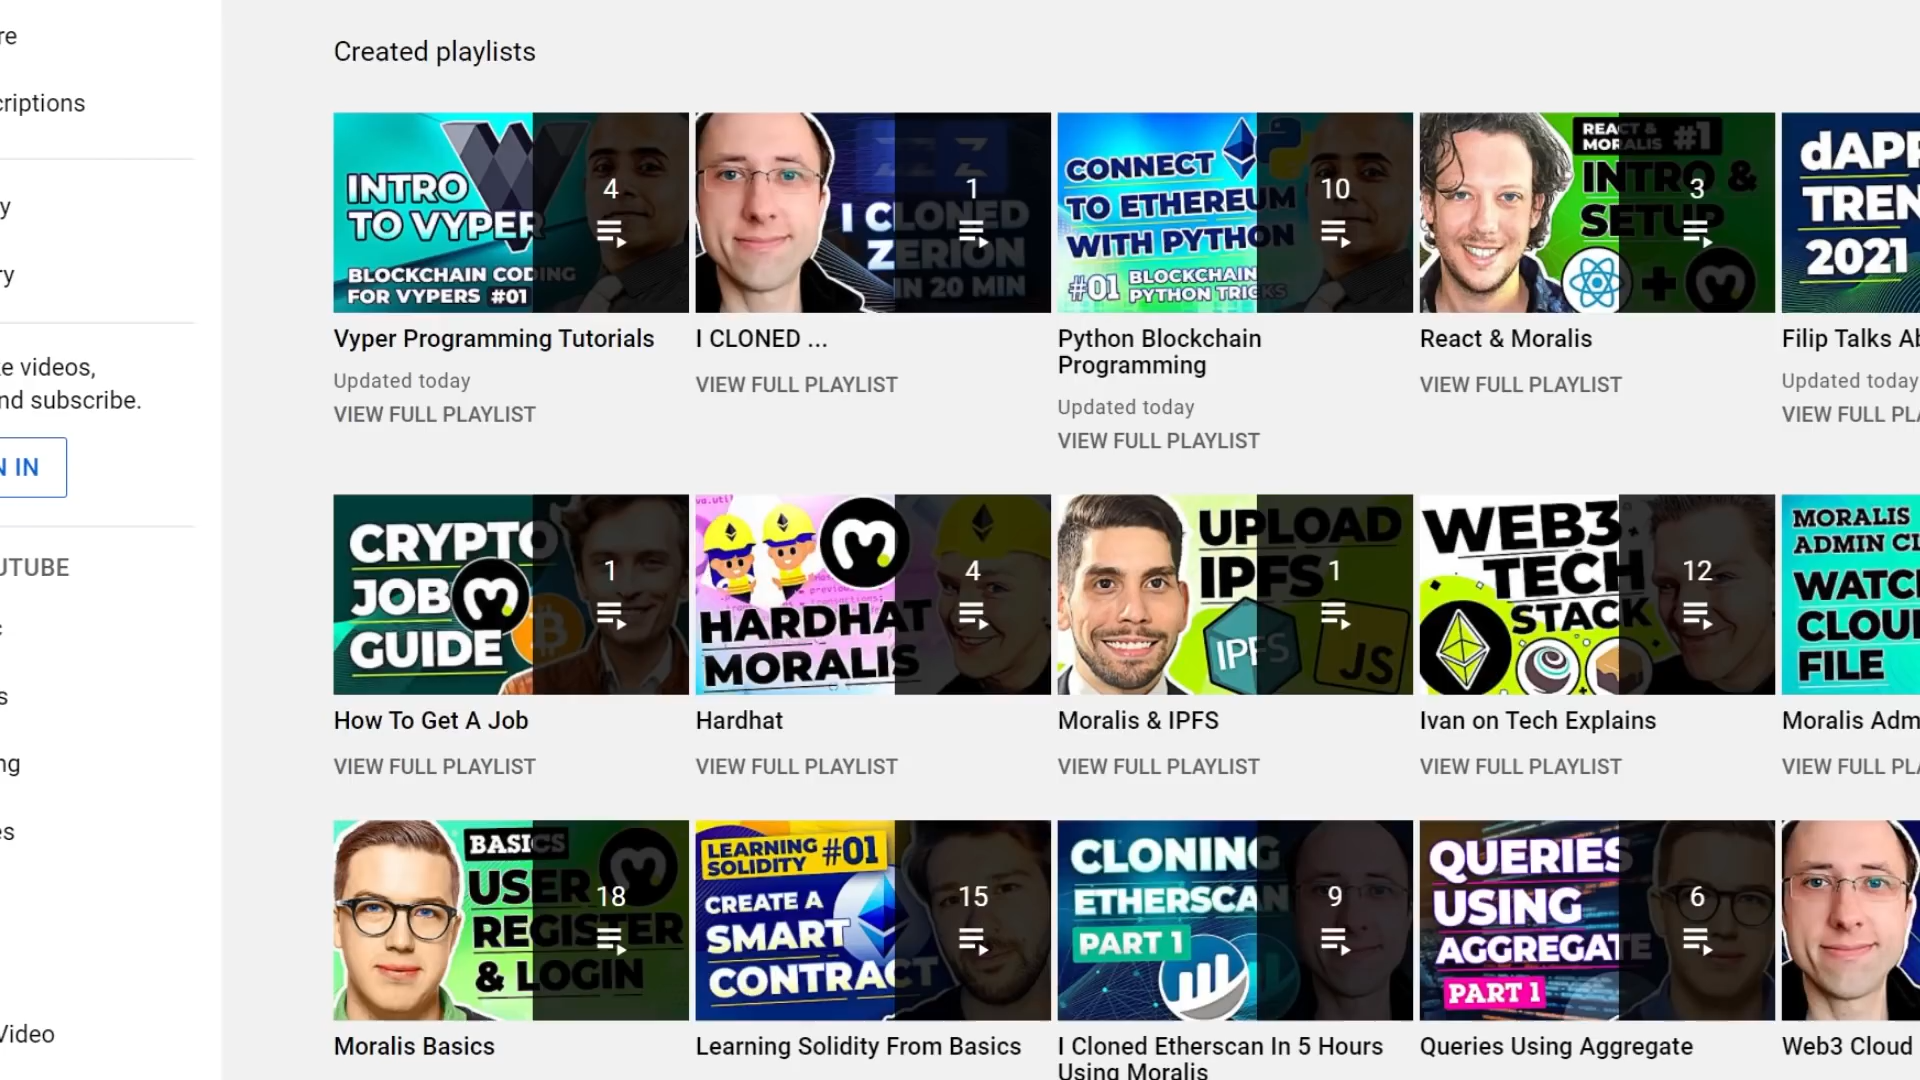 re
criptions
y
ry
e videos,
nd subscribe.
N IN
UTUBE
s
ng
es
Video
Created playlists
INTRO
TO VYPER
BLOCKCHAIN CODING
FOR VYPERS #01
4
Vyper Programming Tutorials
Updated today
VIEW FULL PLAYLIST
I CLONED
ZERION
IN 20 MIN
1
I CLONED ...
VIEW FULL PLAYLIST
CONNECT
TO ETHEREUM
WITH PYTHON
#01 BLOCKCHAIN
PYTHON TRICKS
10
Python Blockchain
Programming
Updated today
VIEW FULL PLAYLIST
REACT &
MORALIS #1
INTRO &
SETUP
3
React & Moralis
VIEW FULL PLAYLIST
dAPP
TREN
2021
Filip Talks Ab
Updated today
VIEW FULL PLA
CRYPTO
JOB
GUIDE
1
How To Get A Job
VIEW FULL PLAYLIST
HARDHAT
MORALIS
4
Hardhat
VIEW FULL PLAYLIST
UPLOAD
IPFS
IPFS
JS
1
Moralis & IPFS
VIEW FULL PLAYLIST
WEB3
TECH
STACK
12
Ivan on Tech Explains
VIEW FULL PLAYLIST
MORALIS
ADMIN CL
WATC
CLOU
FILE
Moralis Adm
VIEW FULL PLA
BASICS
USER
REGISTER
& LOGIN
18
Moralis Basics
LEARNING
SOLIDITY #01
CREATE A
SMART
CONTRACT
15
Learning Solidity From Basics
CLONING
ETHERSCAN
PART 1
9
I Cloned Etherscan In 5 Hours
Using Moralis
QUERIES
USING
AGGREGATE
PART 1
6
Queries Using Aggregate
Web3 Cloud